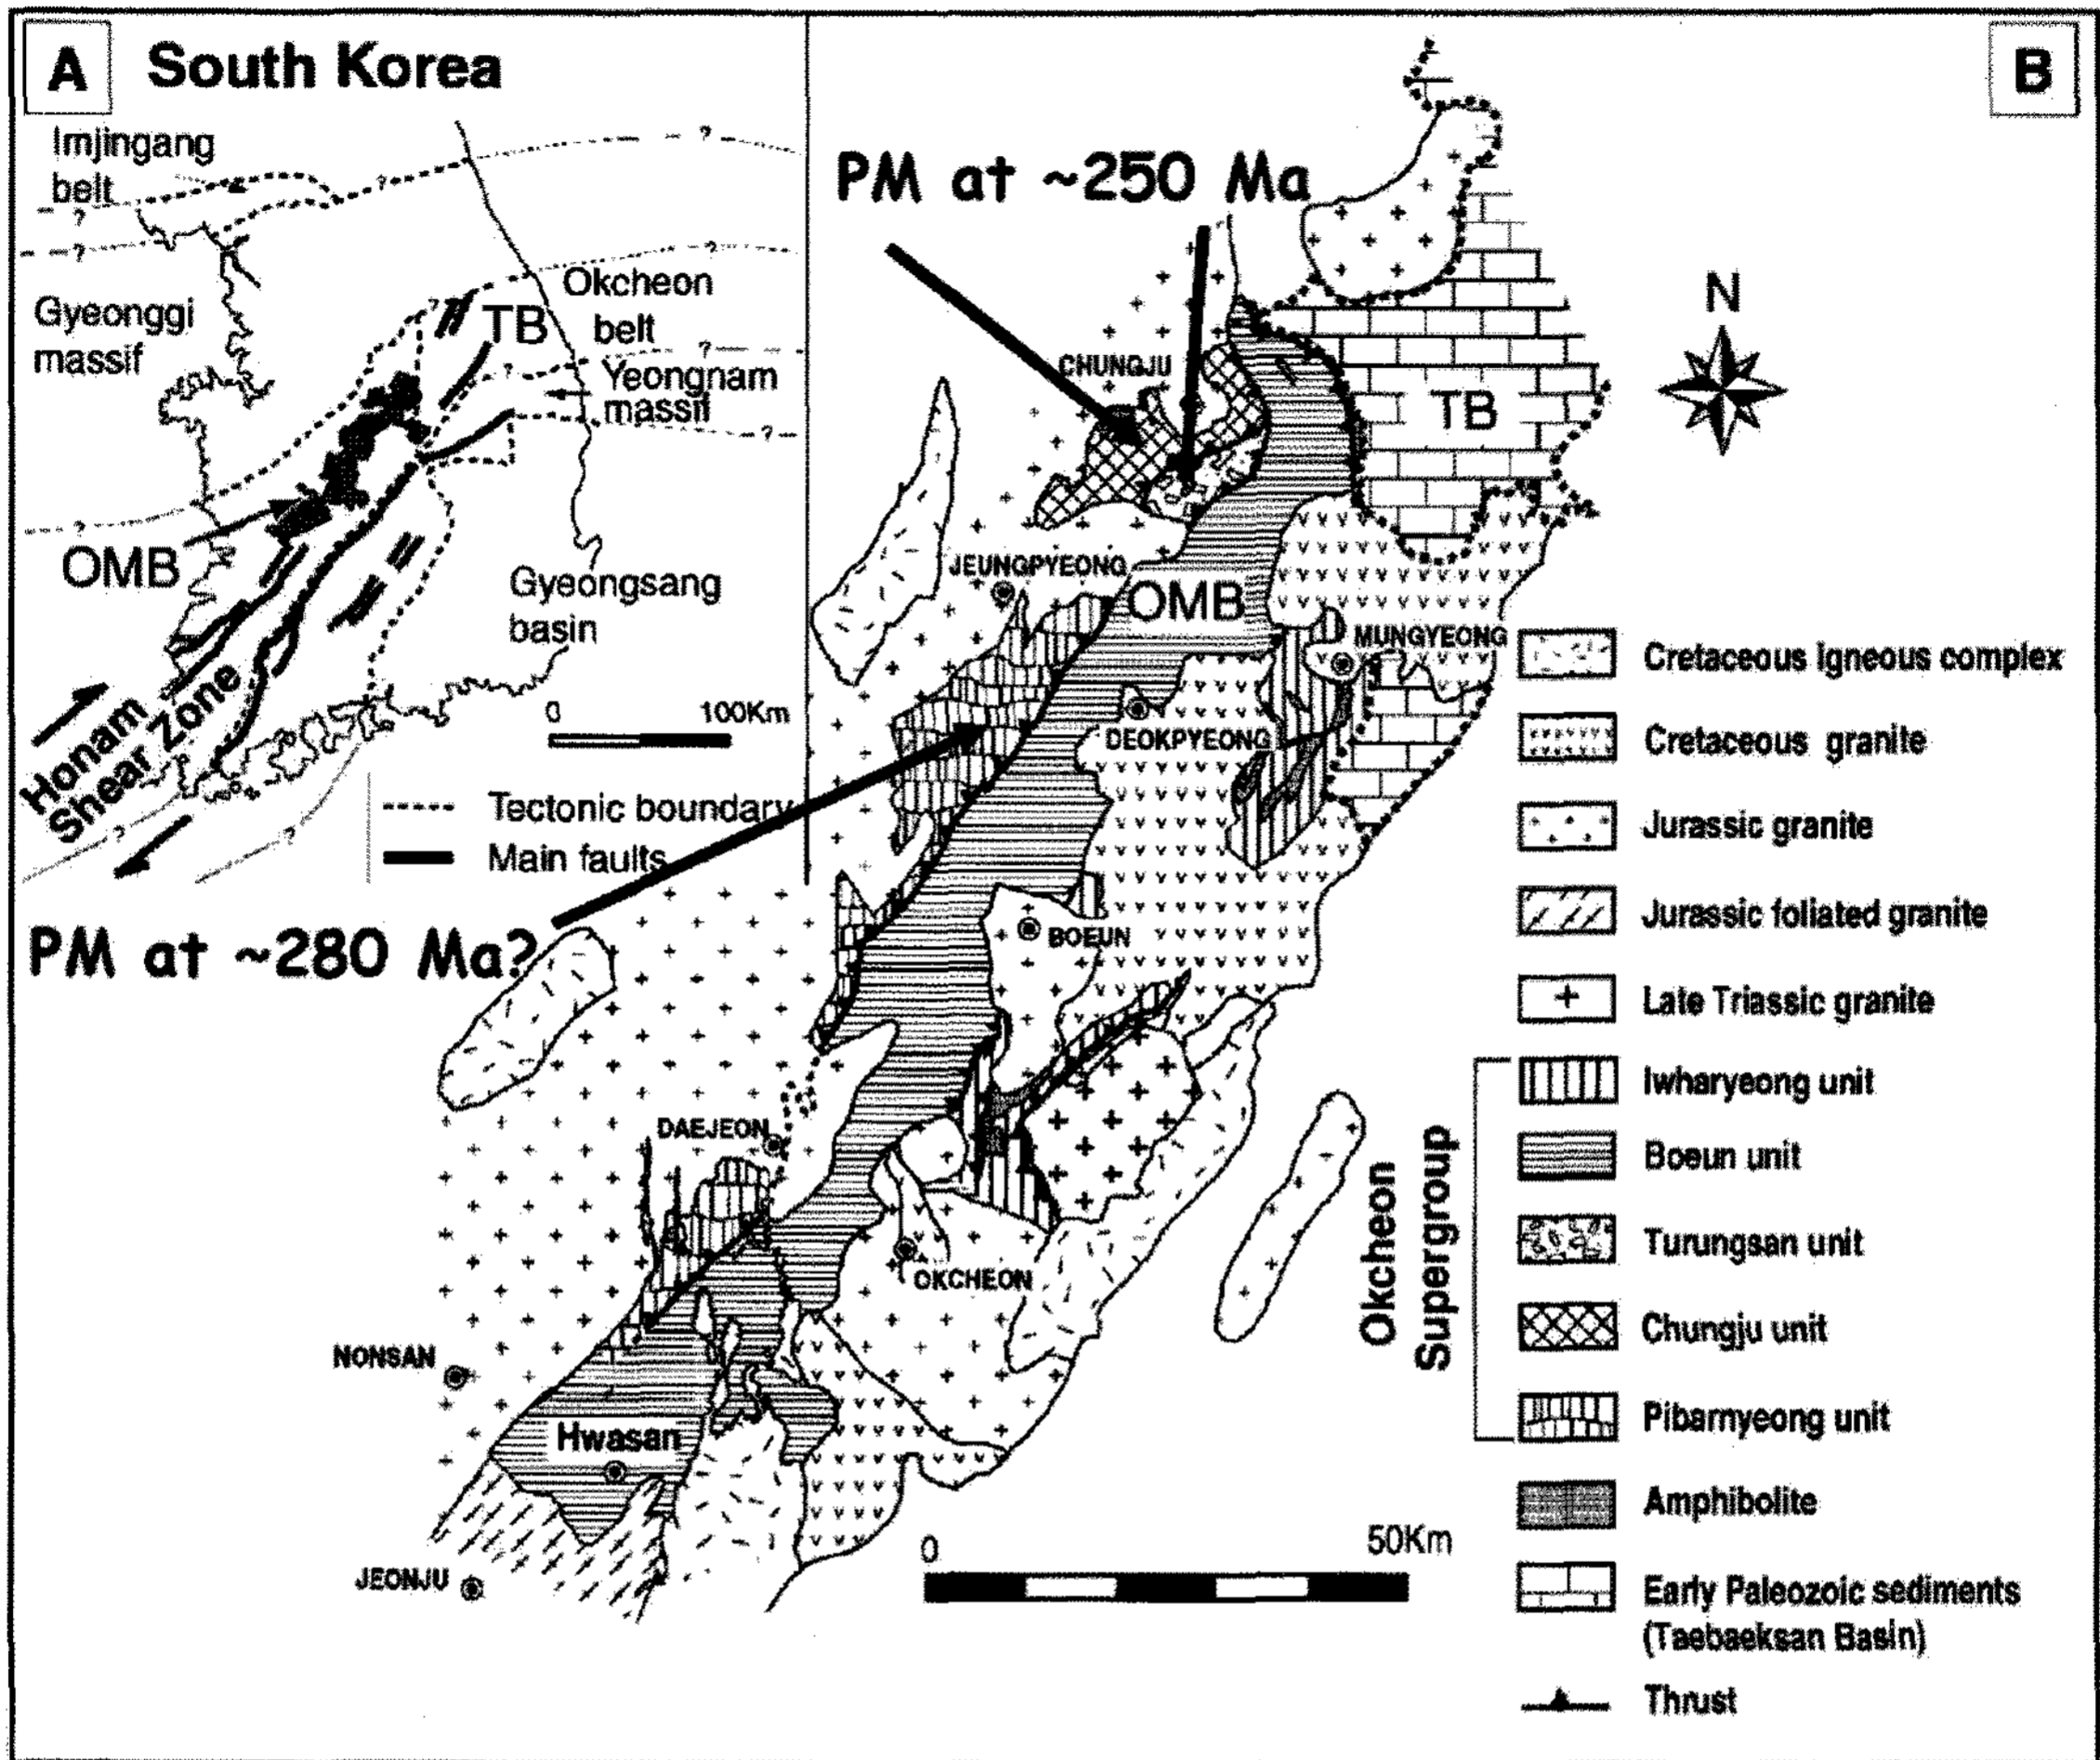 A
South Korea
Imjingang
belt
?
?
?
?
?
?
?
?
?
?
?
?
?
Gyeonggi
massif
TB
Okcheon
belt
Yeongnam
massif
OMB
Gyeongsang
basin
Honam
Shear Zone
0 100Km
Tectonic boundary
Main faults
B
PM at ~250 Ma
PM at ~280 Ma?
N
CHUNGJU
TB
JEUNGPYEONG
OMB
MUNGYEONG
DEOKPYEONG
BOEUN
DAEJEON
OKCHEON
NONSAN
Hwasan
JEONJU
0 50Km
Cretaceous igneous complex
Cretaceous granite
Jurassic granite
Jurassic foliated granite
Late Triassic granite
Okcheon
Supergroup
Iwharyeong unit
Boeun unit
Turungsan unit
Chungju unit
Pibarnyeong unit
Amphibolite
Early Paleozoic sediments
(Taebaeksan Basin)
Thrust